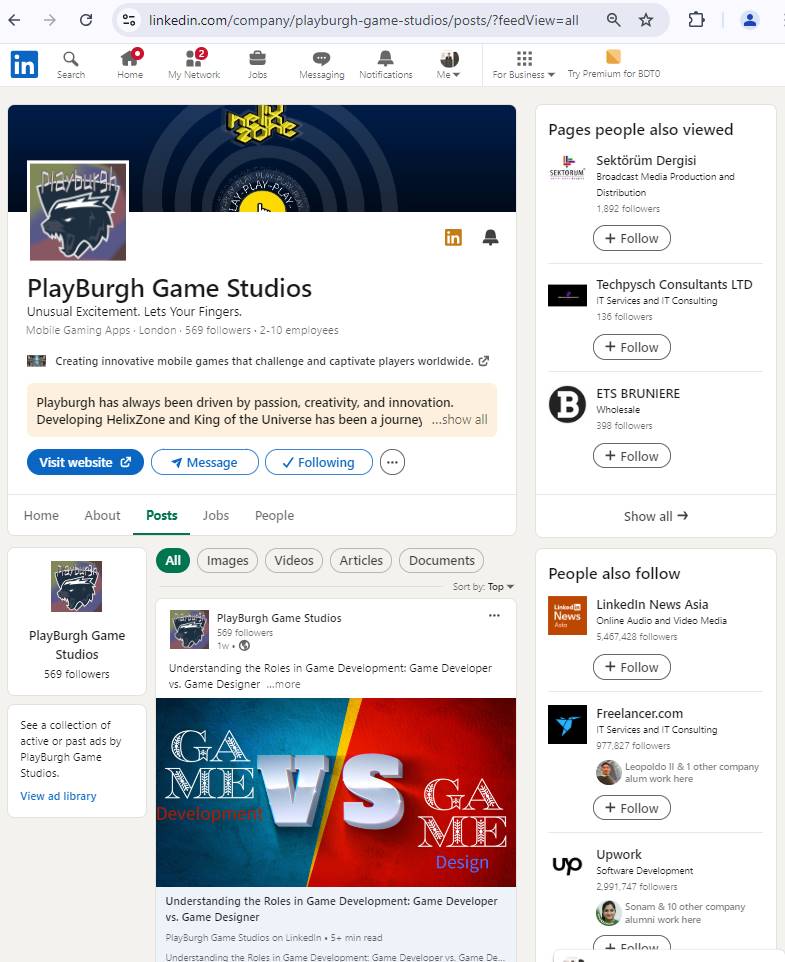 linkedin.com/company/playburgh-game-studios/posts/?feedView=all
in
Search
Home
2
My Network
Jobs
Messaging
Notifications
Me
For Business
Try Premium for BDT0
helix
zone
PLAY-PLAY-PLAY-
playburgh
in
PlayBurgh Game Studios
Unusual Excitement. Lets Your Fingers.
Mobile Gaming Apps · London · 569 followers · 2-10 employees
Creating innovative mobile games that challenge and captivate players worldwide.
Playburgh has always been driven by passion, creativity, and innovation.
Developing HelixZone and King of the Universe has been a journey ...show all
Visit website
Message
Following
Home
About
Posts
Jobs
People
PlayBurgh Game
Studios
569 followers
See a collection of
active or past ads by
PlayBurgh Game
Studios.
View ad library
All
Images
Videos
Articles
Documents
Sort by: Top
PlayBurgh Game Studios
569 followers
1w •
Understanding the Roles in Game Development: Game Developer
vs. Game Designer ...more
GA
ME
Development
VS
GA
ME
Design
Understanding the Roles in Game Development: Game Developer
vs. Game Designer
PlayBurgh Game Studios on LinkedIn • 5+ min read
Understanding the Roles in Game Development: Game Developer vs. Game De...
Pages people also viewed
SEKTÖRÜM
Sektörüm Dergisi
Broadcast Media Production and
Distribution
1,892 followers
+ Follow
Techpysch Consultants LTD
IT Services and IT Consulting
136 followers
+ Follow
B
ETS BRUNIERE
Wholesale
398 followers
+ Follow
Show all →
People also follow
Linked in
News
Asia
LinkedIn News Asia
Online Audio and Video Media
5,467,428 followers
+ Follow
Freelancer.com
IT Services and IT Consulting
977,827 followers
Leopoldo II & 1 other company
alum work here
+ Follow
up
Upwork
Software Development
2,991,747 followers
Sonam & 10 other company
alumni work here
+ Follow